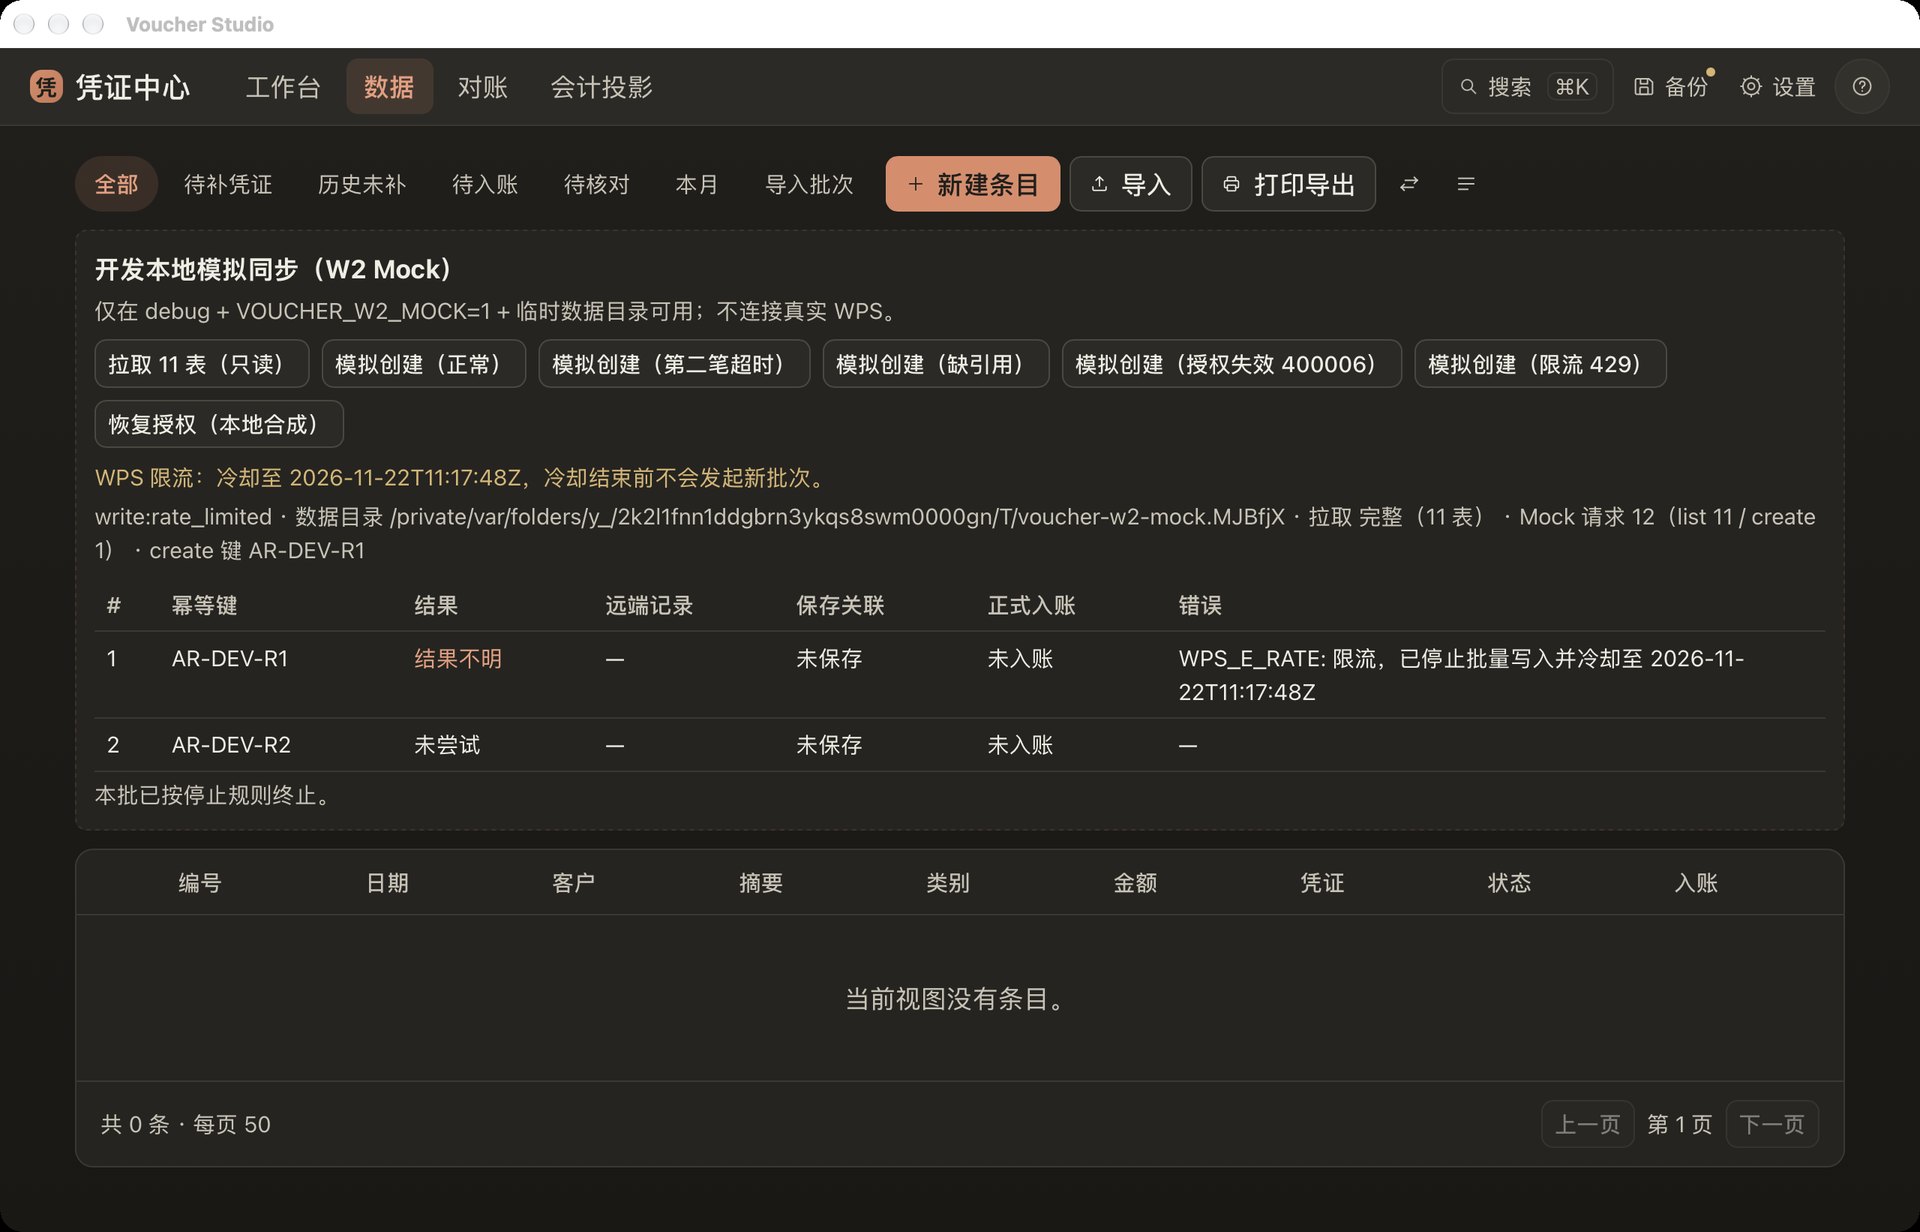 Voucher Studio
凭 凭证中心 工作台 数据 对账 会计投影 搜索 ⌘K 备份 设置 ?
全部 待补凭证 历史未补 待入账 待核对 本月 导入批次 + 新建条目 导入 打印导出
开发本地模拟同步（W2 Mock）
仅在 debug + VOUCHER_W2_MOCK=1 + 临时数据目录可用；不连接真实 WPS。
拉取 11 表（只读） 模拟创建（正常） 模拟创建（第二笔超时） 模拟创建（缺引用） 模拟创建（授权失效 400006） 模拟创建（限流 429）
恢复授权（本地合成）
WPS 限流：冷却至 2026-11-22T11:17:48Z，冷却结束前不会发起新批次。
write:rate_limited · 数据目录 /private/var/folders/y_/2k2l1fnn1ddgbrn3ykqs8swm0000gn/T/voucher-w2-mock.MJBfjX · 拉取 完整（11 表） · Mock 请求 12（list 11 / create
1） · create 键 AR-DEV-R1
# 幂等键 结果 远端记录 保存关联 正式入账 错误
1 AR-DEV-R1 结果不明 — 未保存 未入账 WPS_E_RATE: 限流，已停止批量写入并冷却至 2026-11-
22T11:17:48Z
2 AR-DEV-R2 未尝试 — 未保存 未入账 —
本批已按停止规则终止。
编号 日期 客户 摘要 类别 金额 凭证 状态 入账
当前视图没有条目。
共 0 条 · 每页 50 上一页 第 1 页 下一页